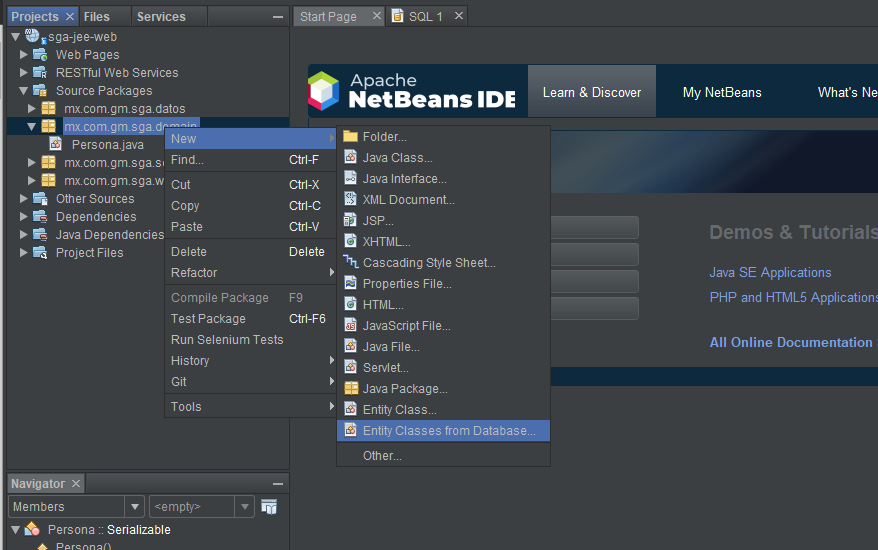 Projects Files Services
Start Page SQL 1
sga-jee-web
Web Pages
RESTful Web Services
Source Packages
mx.com.gm.sga.datos
mx.com.gm.sga.domain
Persona.java
mx.com.gm.sga.se
mx.com.gm.sga.w
Other Sources
Dependencies
Java Dependencies
Project Files
New
Find... Ctrl-F
Cut Ctrl-X
Copy Ctrl-C
Paste Ctrl-V
Delete Delete
Refactor
Compile Package F9
Test Package Ctrl-F6
Run Selenium Tests
History
Git
Tools
Folder...
Java Class...
Java Interface...
XML Document...
JSP...
XHTML...
Cascading Style Sheet...
Properties File...
HTML...
JavaScript File...
Java File...
Servlet...
Java Package...
Entity Class...
Entity Classes from Database...
Other...
Apache
NetBeans IDE
Learn & Discover My NetBeans What's Ne
Demos & Tutorials
Java SE Applications
PHP and HTML5 Applications
All Online Documentation
Navigator
Members <empty>
Persona :: Serializable
Persona()